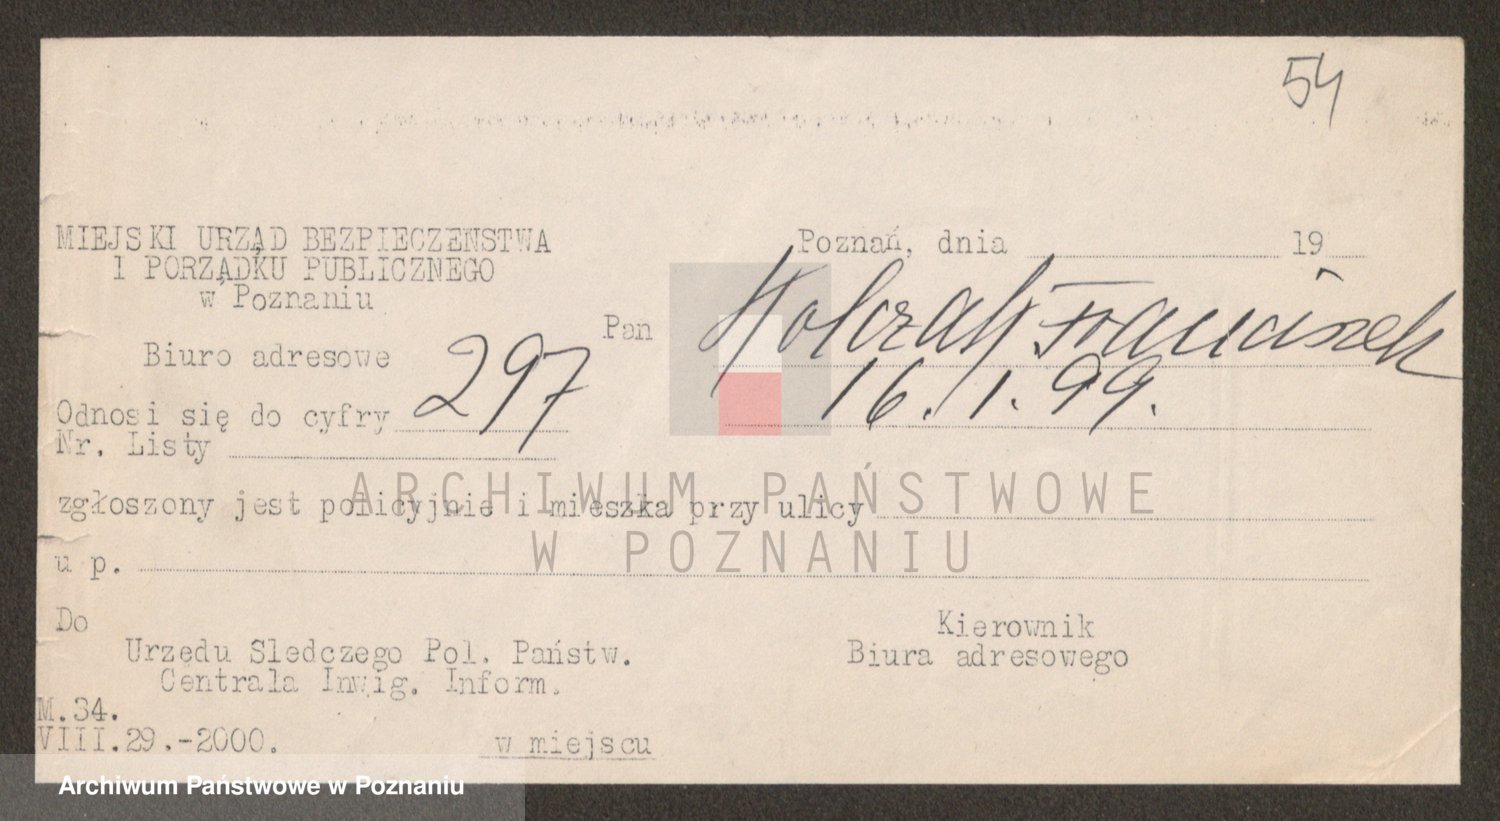 54
MIEJSKI URZĄD BEZPIECZEŃSTWA
I PORZĄDKU PUBLICZNEGO
w Poznaniu
Poznań, dnia 19
Biuro adresowe
Pan Franciszek
16. 1. 99.
Odnosi się do cyfry 297
Nr. Listy
zgłoszony jest policyjnie i mieszka przy ulicy
u p.
Do
Urzędu Sledczego Pol. Państw.
Centrala Inwig. Inform.
M.34.
VIII.29.-2000.
w miejscu
Kierownik
Biura adresowego
ARCHIWUM PAŃSTWOWE
W POZNANIU
Archiwum Państwowe w Poznaniu